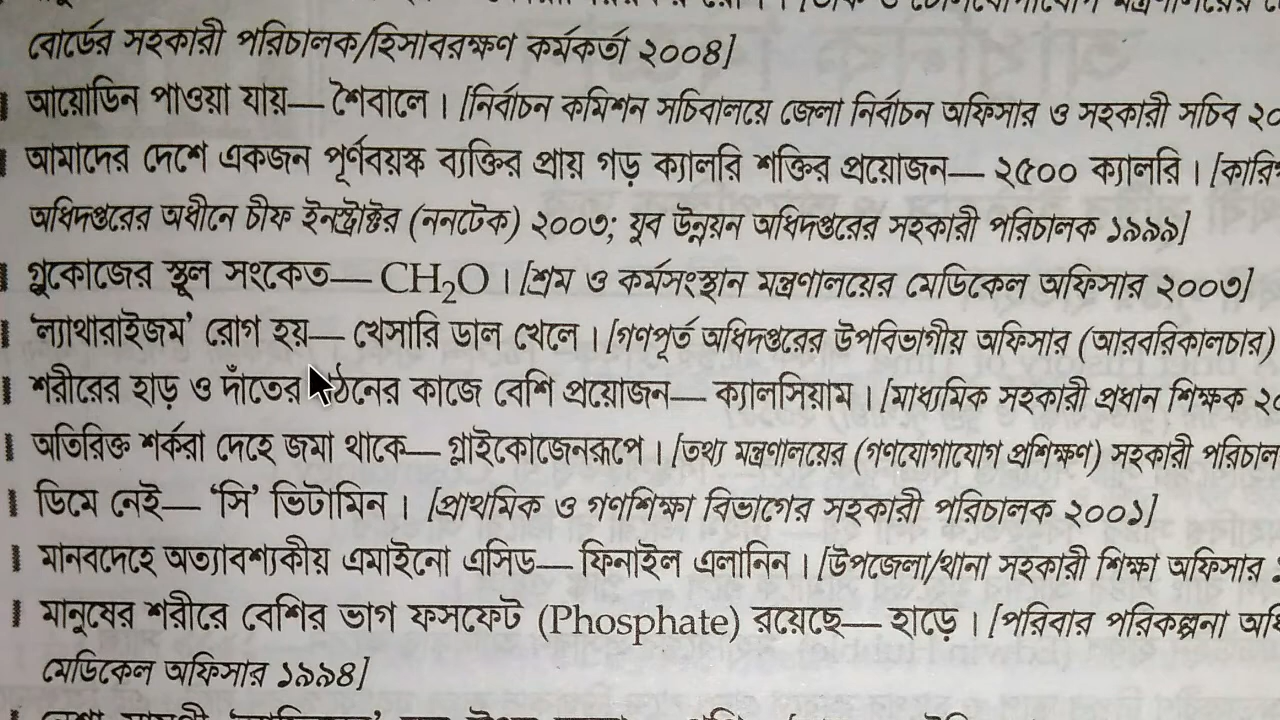 বোর্ডের সহকারী পরিচালক/হিসাবরক্ষণ কর্মকর্তা ২০০৪]
আয়োডিন পাওয়া যায়— শৈবালে । [নির্বাচন কমিশন সচিবালয়ে জেলা নির্বাচন অফিসার ও সহকারী সচিব ২০
আমাদের দেশে একজন পূর্ণবয়স্ক ব্যক্তির প্রায় গড় ক্যালরি শক্তির প্রয়োজন— ২৫০০ ক্যালরি । [কারি
অধিদপ্তরের অধীনে চীফ ইনস্ট্রাক্টর (ননটেক) ২০০৩; যুব উন্নয়ন অধিদপ্তরের সহকারী পরিচালক ১৯৯৯]
গ্লুকোজের স্থূল সংকেত— CH₂O । [শ্রম ও কর্মসংস্থান মন্ত্রণালয়ের মেডিকেল অফিসার ২০০৩]
'ল্যাথারাইজম' রোগ হয়— খেসারি ডাল খেলে । [গণপূর্ত অধিদপ্তরের উপবিভাগীয় অফিসার (আরবরিকালচার)
শরীরের হাড় ও দাঁতের গঠনের কাজে বেশি প্রয়োজন— ক্যালসিয়াম । [মাধ্যমিক সহকারী প্রধান শিক্ষক ২০
অতিরিক্ত শর্করা দেহে জমা থাকে— গ্লাইকোজেনরূপে । [তথ্য মন্ত্রণালয়ের (গণযোগাযোগ প্রশিক্ষণ) সহকারী পরিচাল
ডিমে নেই— 'সি' ভিটামিন । [প্রাথমিক ও গণশিক্ষা বিভাগের সহকারী পরিচালক ২০০১]
মানবদেহে অত্যাবশ্যকীয় এমাইনো এসিড— ফিনাইল এলানিন । [উপজেলা/থানা সহকারী শিক্ষা অফিসার
মানুষের শরীরে বেশির ভাগ ফসফেট (Phosphate) রয়েছে— হাড়ে । [পরিবার পরিকল্পনা অধি
মেডিকেল অফিসার ১৯৯৪]